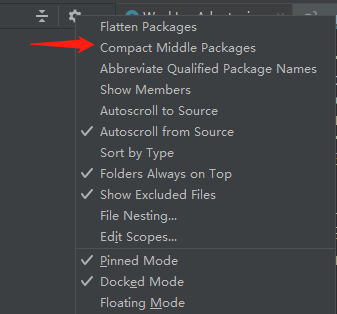 Flatten Packages
Compact Middle Packages
Abbreviate Qualified Package Names
Show Members
Autoscroll to Source
Autoscroll from Source
Sort by Type
Folders Always on Top
Show Excluded Files
File Nesting...
Edit Scopes...
Pinned Mode
Docked Mode
Floating Mode